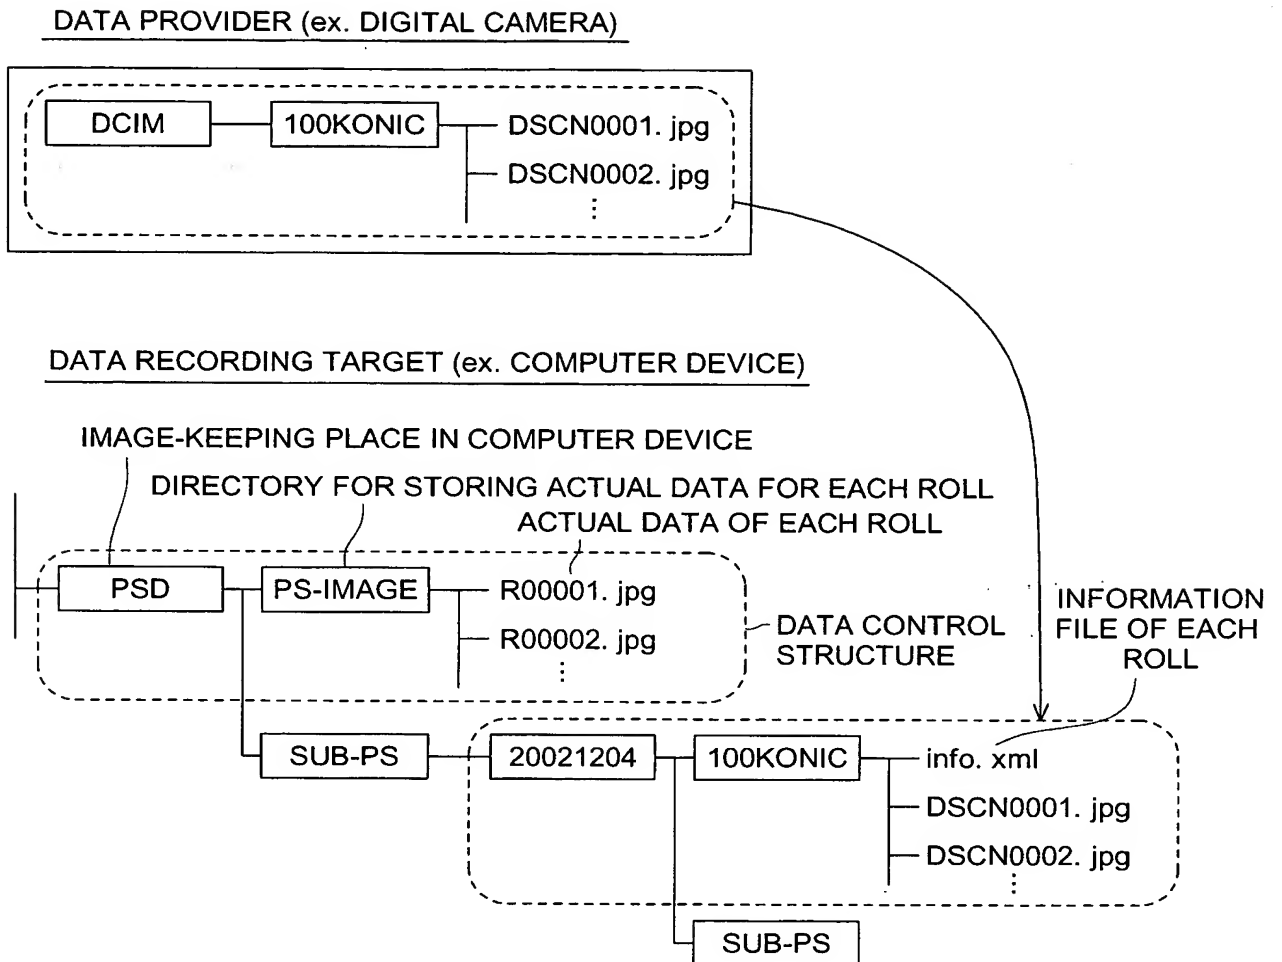 DATA PROVIDER (ex. DIGITAL CAMERA)
DCIM
100KONIC
DSCN0001. jpg
DSCN0002. jpg
DATA RECORDING TARGET (ex. COMPUTER DEVICE)
IMAGE-KEEPING PLACE IN COMPUTER DEVICE
DIRECTORY FOR STORING ACTUAL DATA FOR EACH ROLL
ACTUAL DATA OF EACH ROLL
PSD
PS-IMAGE
R00001. jpg
R00002. jpg
DATA CONTROL
STRUCTURE
INFORMATION
FILE OF EACH
ROLL
SUB-PS
20021204
100KONIC
info. xml
DSCN0001. jpg
DSCN0002. jpg
SUB-PS